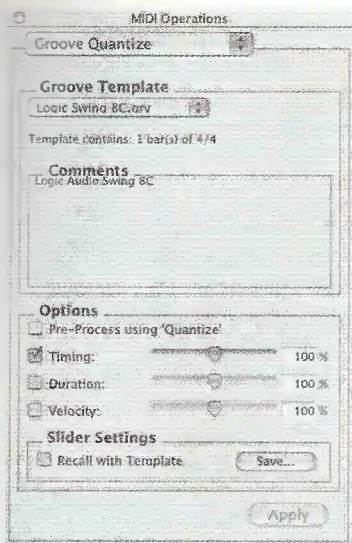 MIDI Operations
Groove Quantize
Groove Template
Logic Swing 8C.grv
Template contains: 1 bar(s) of 4/4
Comments
Logic Audio Swing 8C
Options
Pre-Process using 'Quantize'
Timing: 100 %
Duration: 100 %
Velocity: 100 %
Slider Settings
Recall with Template Save...
Apply